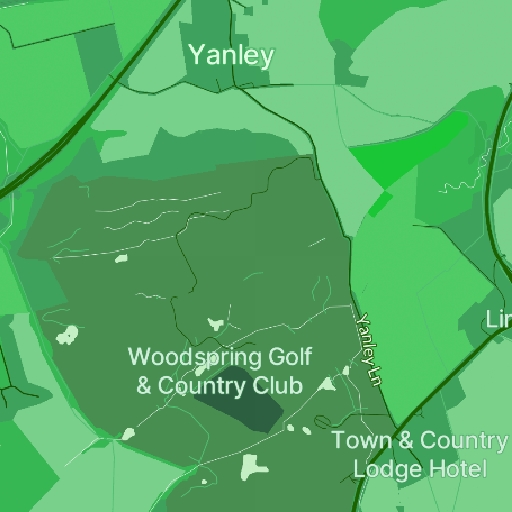 Yanley
Yanley Ln
Woodspring Golf
& Country Club
Town & Country
Lodge Hotel